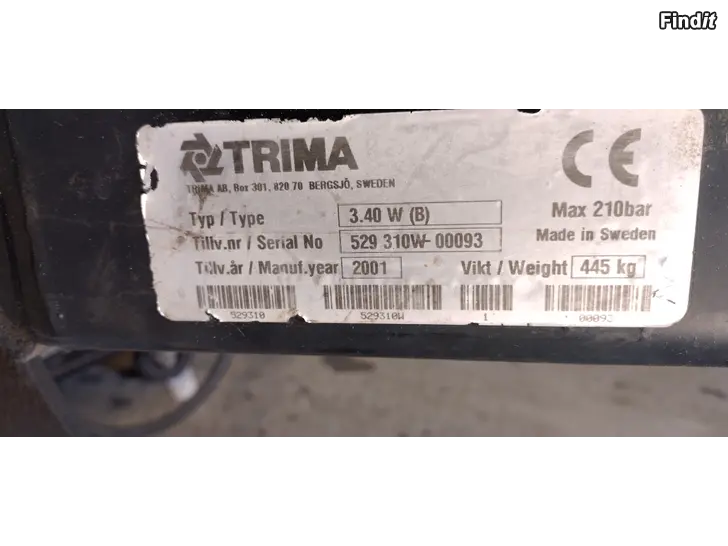 Findit
TRIMA
TRIMA AB, Box 301, 820 70 BERGSJÖ, SWEDEN
CE
Typ / Type 3.40 W (B) Max 210bar
Tillv.nr / Serial No 529 310W-00093 Made in Sweden
Tillv.år / Manuf.year 2001 Vikt / Weight 445 kg
529310 529310W 1 00093